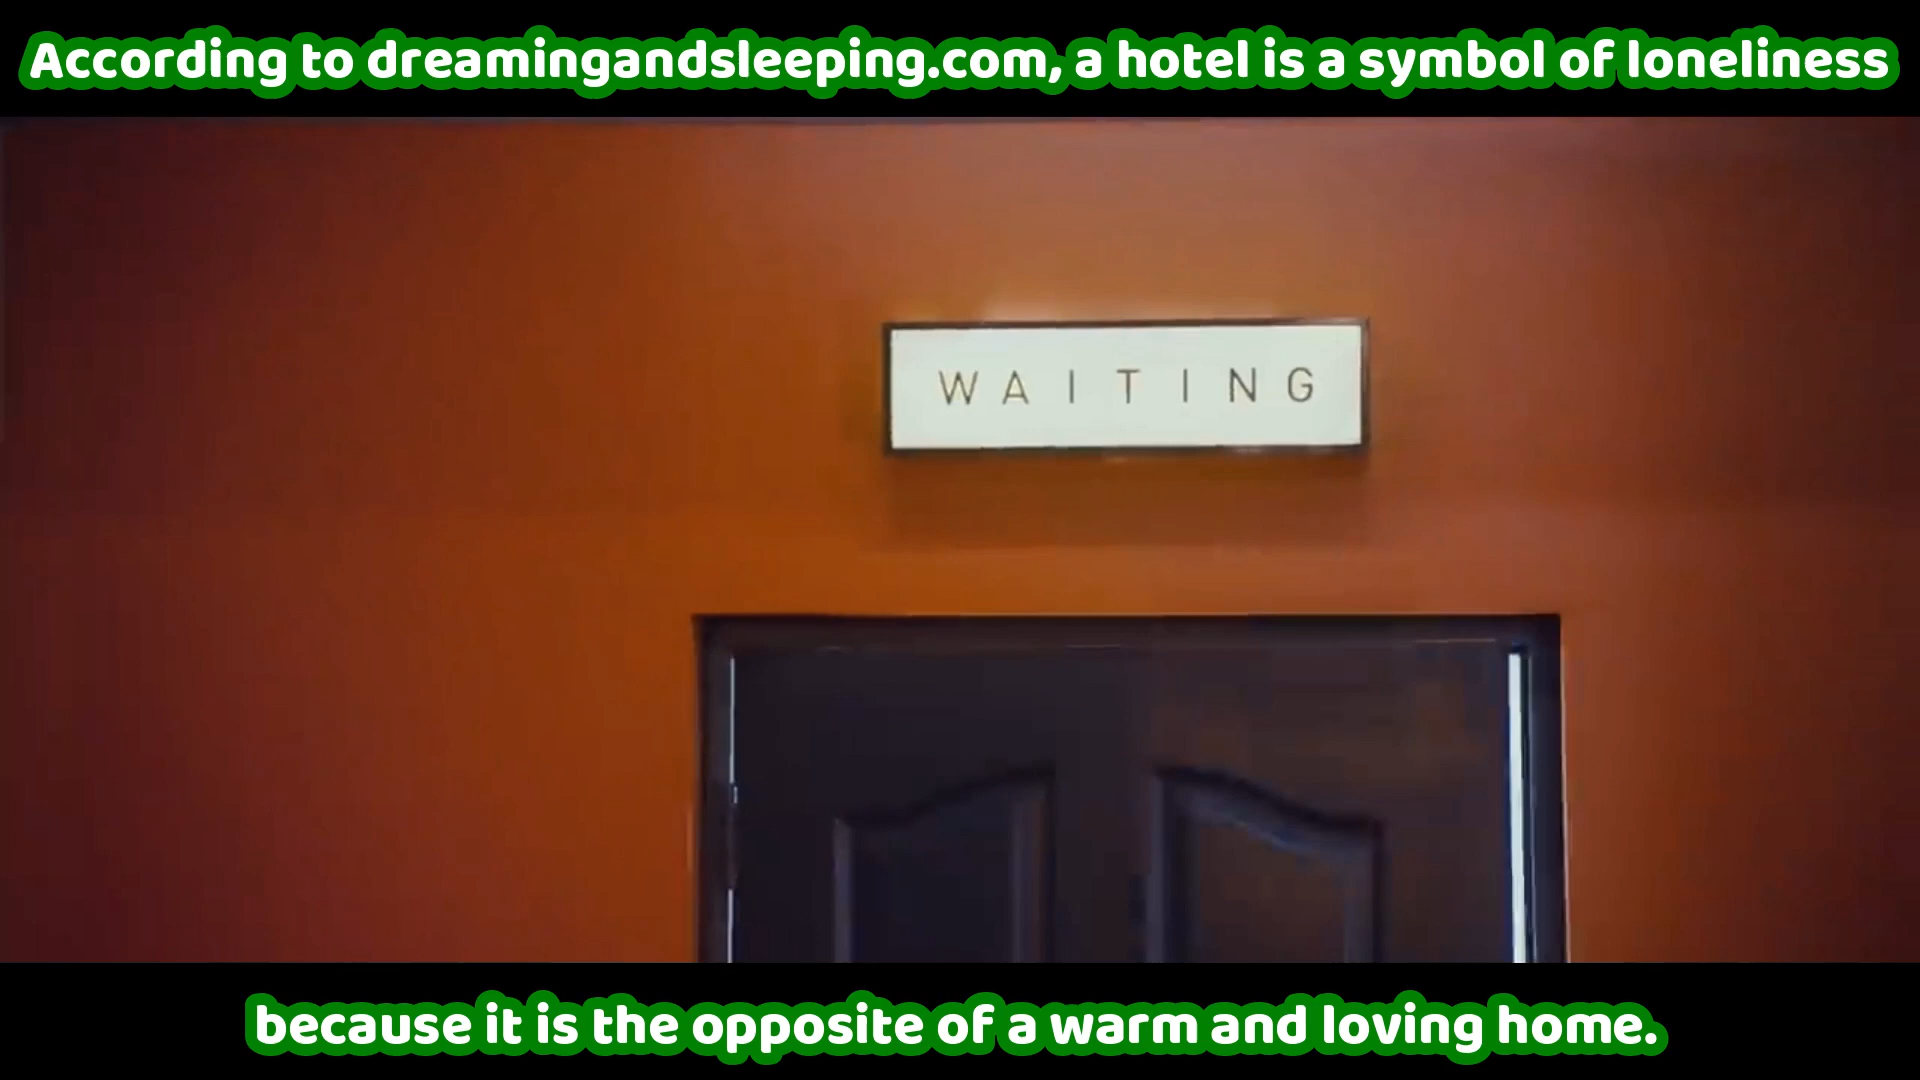 According to dreamingandsleeping.com, a hotel is a symbol of loneliness
WAITING
because it is the opposite of a warm and loving home.